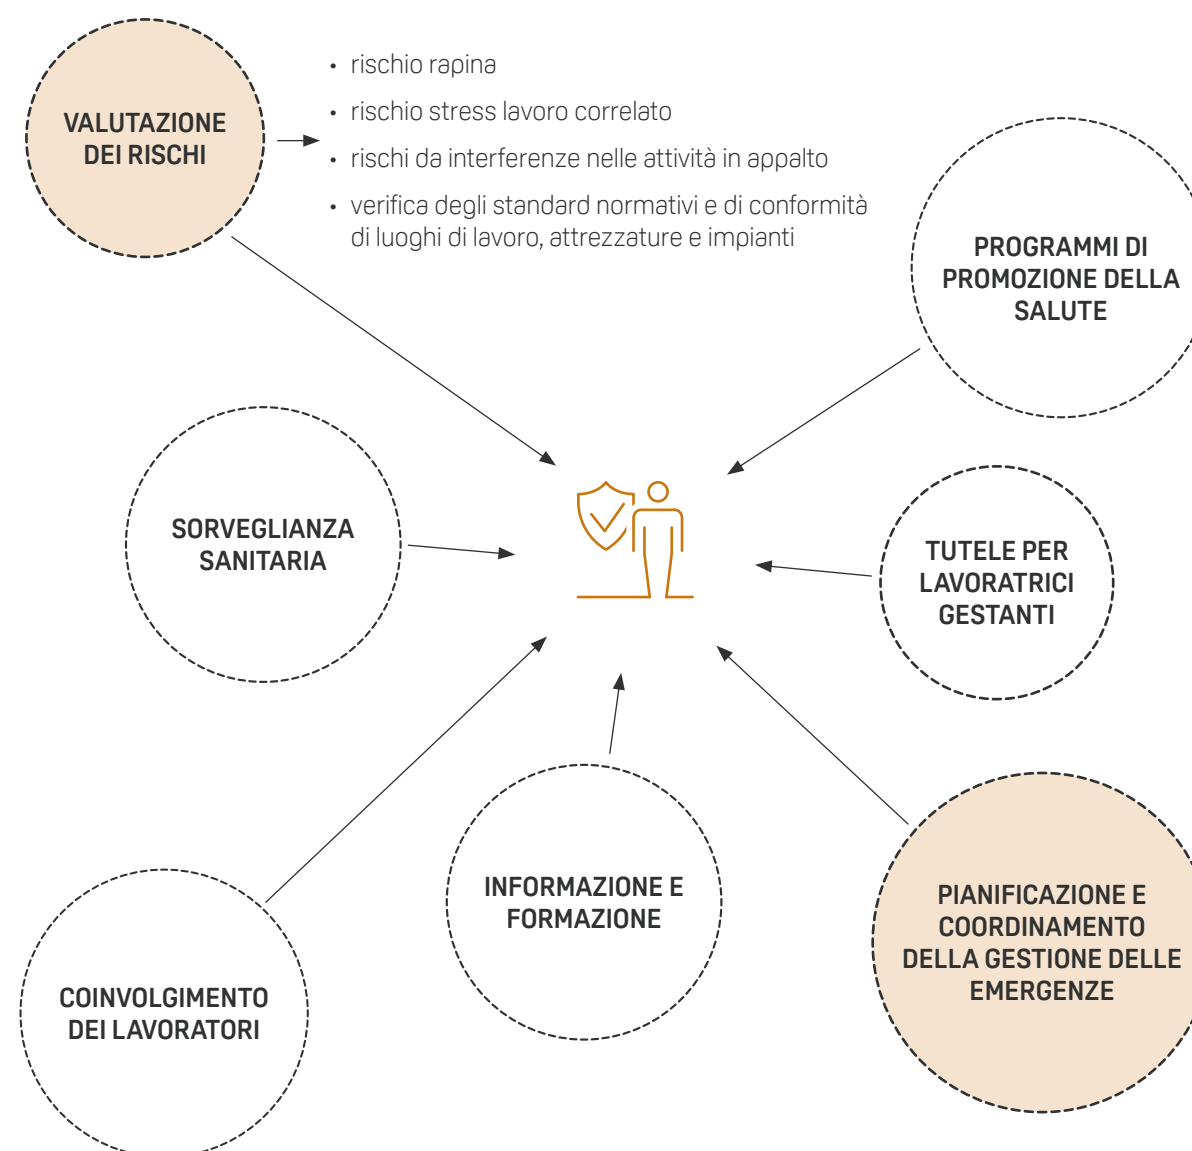 VALUTAZIONE
DEI RISCHI
• rischio rapina
• rischio stress lavoro correlato
• rischi da interferenze nelle attività in appalto
• verifica degli standard normativi e di conformità
di luoghi di lavoro, attrezzature e impianti
PROGRAMMI DI
PROMOZIONE DELLA
SALUTE
SORVEGLIANZA
SANITARIA
TUTELE PER
LAVORATRICI
GESTANTI
INFORMAZIONE E
FORMAZIONE
PIANIFICAZIONE E
COORDINAMENTO
DELLA GESTIONE DELLE
EMERGENZE
COINVOLGIMENTO
DEI LAVORATORI